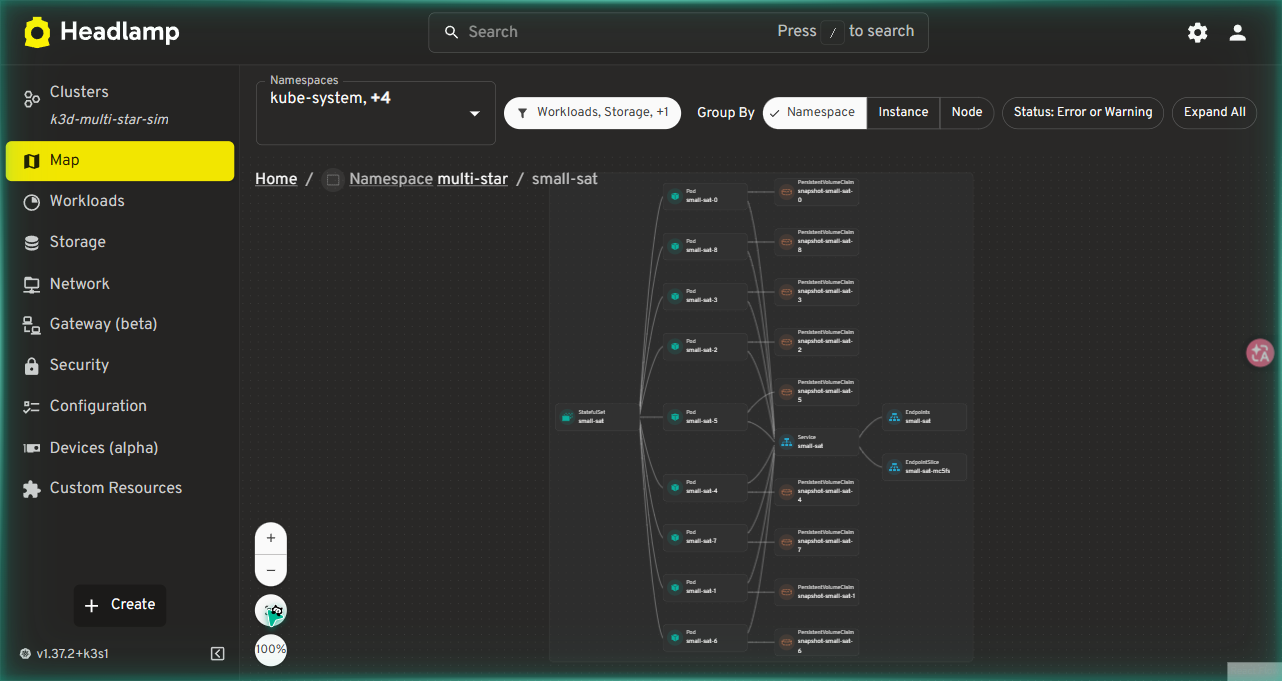 Headlamp
Search
Press / to search
Clusters
k3d-multi-star-sim
Map
Workloads
Storage
Network
Gateway (beta)
Security
Configuration
Devices (alpha)
Custom Resources
Create
v1.37.2+k3s1
Namespaces
kube-system, +4
Workloads, Storage, +1
Group By
Namespace
Instance
Node
Status: Error or Warning
Expand All
Home / Namespace multi-star / small-sat
StatefulSet
small-sat
Pod
small-sat-0
Pod
small-sat-8
Pod
small-sat-3
Pod
small-sat-2
Pod
small-sat-5
Pod
small-sat-4
Pod
small-sat-7
Pod
small-sat-1
Pod
small-sat-6
PersistentVolumeClaim
snapshot-small-sat-
0
PersistentVolumeClaim
snapshot-small-sat-
8
PersistentVolumeClaim
snapshot-small-sat-
3
PersistentVolumeClaim
snapshot-small-sat-
2
PersistentVolumeClaim
snapshot-small-sat-
5
Service
small-sat
PersistentVolumeClaim
snapshot-small-sat-
4
PersistentVolumeClaim
snapshot-small-sat-
7
PersistentVolumeClaim
snapshot-small-sat-1
PersistentVolumeClaim
snapshot-small-sat-
6
Endpoints
small-sat
EndpointSlice
small-sat-mc5fs
+
−
100%